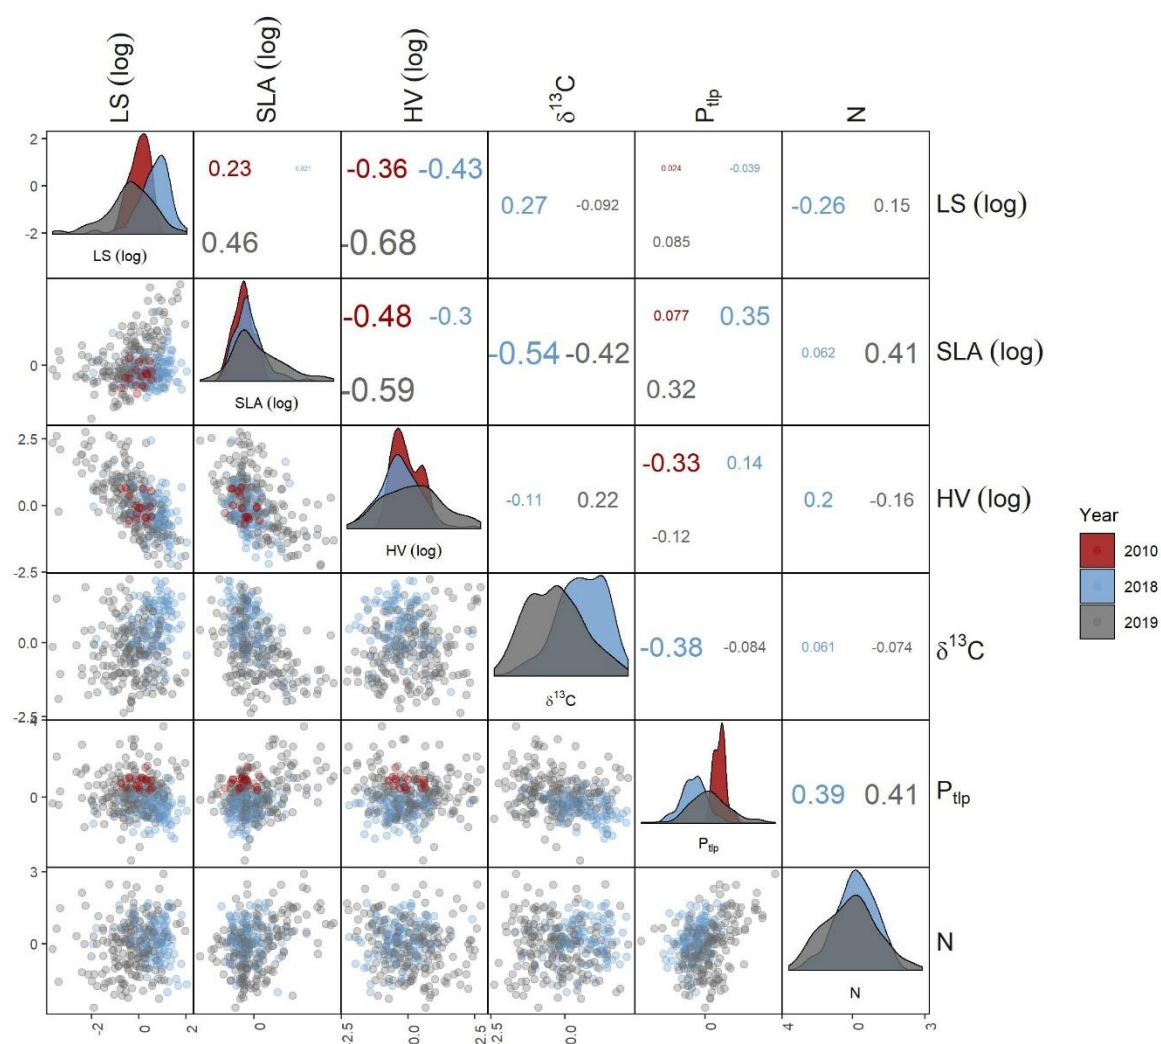 LS (log)
SLA (log)
HV (log)
δ¹³C
Pₜₗₚ
N
2
0
-2
LS (log)
0.23
0.021
0.46
-0.36 -0.43
-0.68
0.27 -0.092
0.024 -0.039
0.085
-0.26 0.15
LS (log)
0
SLA (log)
-0.48 -0.3
-0.59
-0.54 -0.42
0.077 0.35
0.32
0.062 0.41
SLA (log)
2.5
0.0
-2.5
HV (log)
-0.11 0.22
-0.33 0.14
-0.12
0.2 -0.16
HV (log)
Year
2010
2018
2019
0.0
-2.5
δ¹³C
-0.38 -0.084
0.061 -0.074
δ¹³C
0
Pₜₗₚ
0.39 0.41
Pₜₗₚ
3
0
N
N
-2 0 2
0
-2.5 0.0 2.5
-2.5 0.0
0
4 0 3